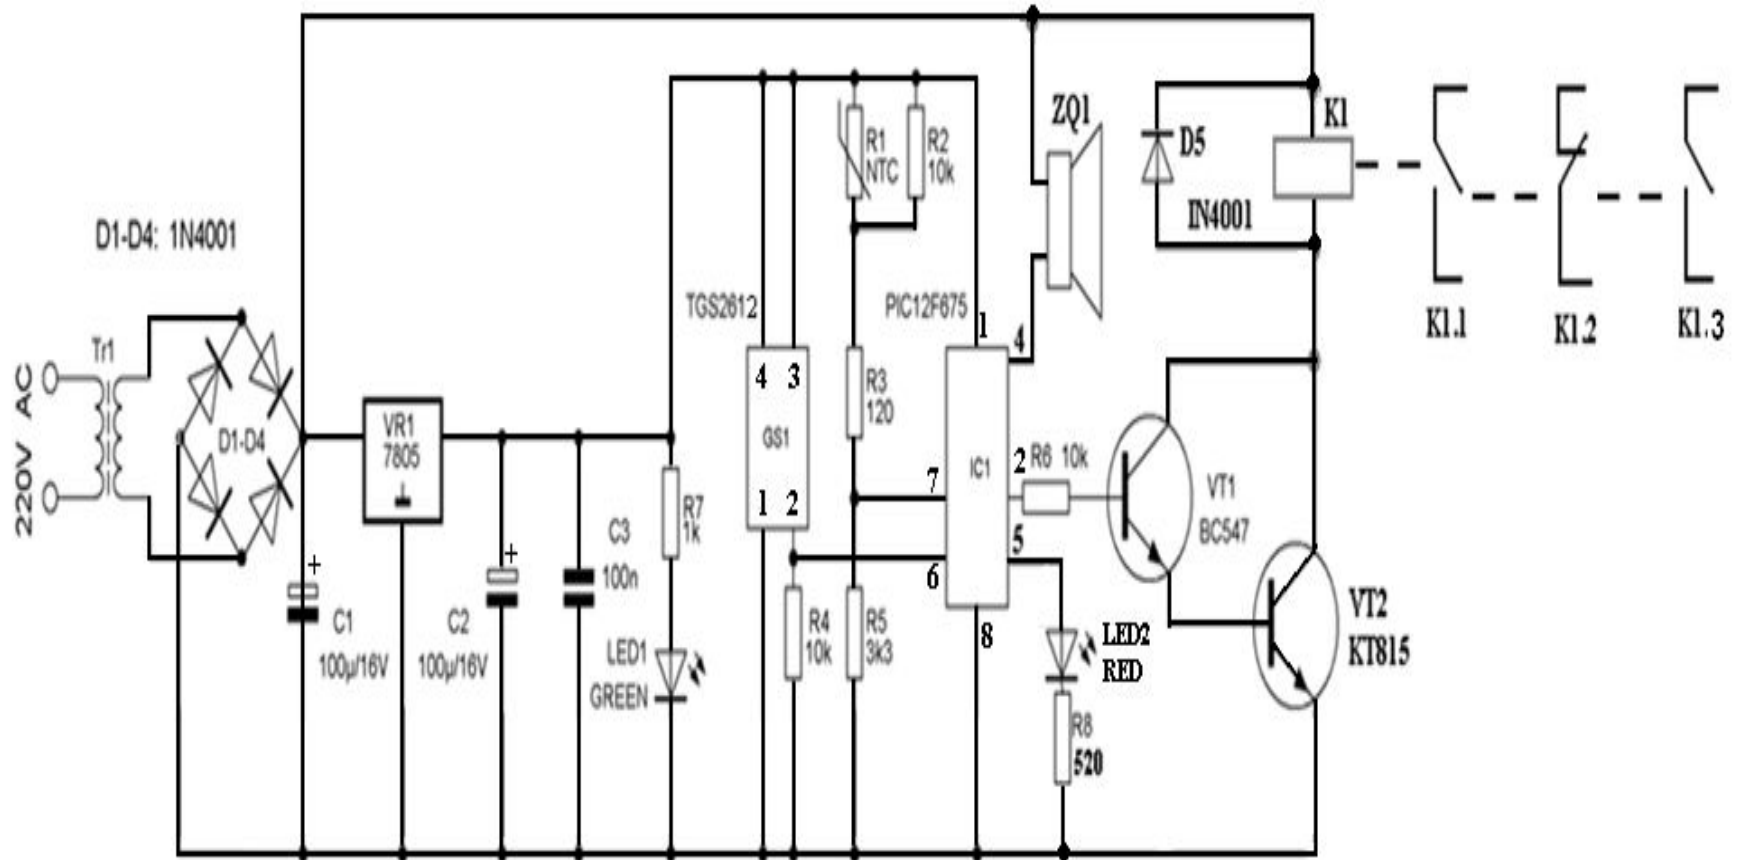 ZQ1
K1
D5
R1
NTC
R2
10k
IN4001
D1-D4: 1N4001
TGS2612
PIC12F675
1
4
K1.1
K1.2
K1.3
Tr1
220V AC
D1-D4
VR1
7805
4 3
GS1
1 2
R3
120
IC1
7
2
R6 10k
5
6
8
VT1
BC547
R7
1k
C3
100n
+
C1
100µ/16V
+
C2
100µ/16V
LED1
GREEN
R4
10k
R5
3k3
LED2
RED
R8
520
VT2
KT815